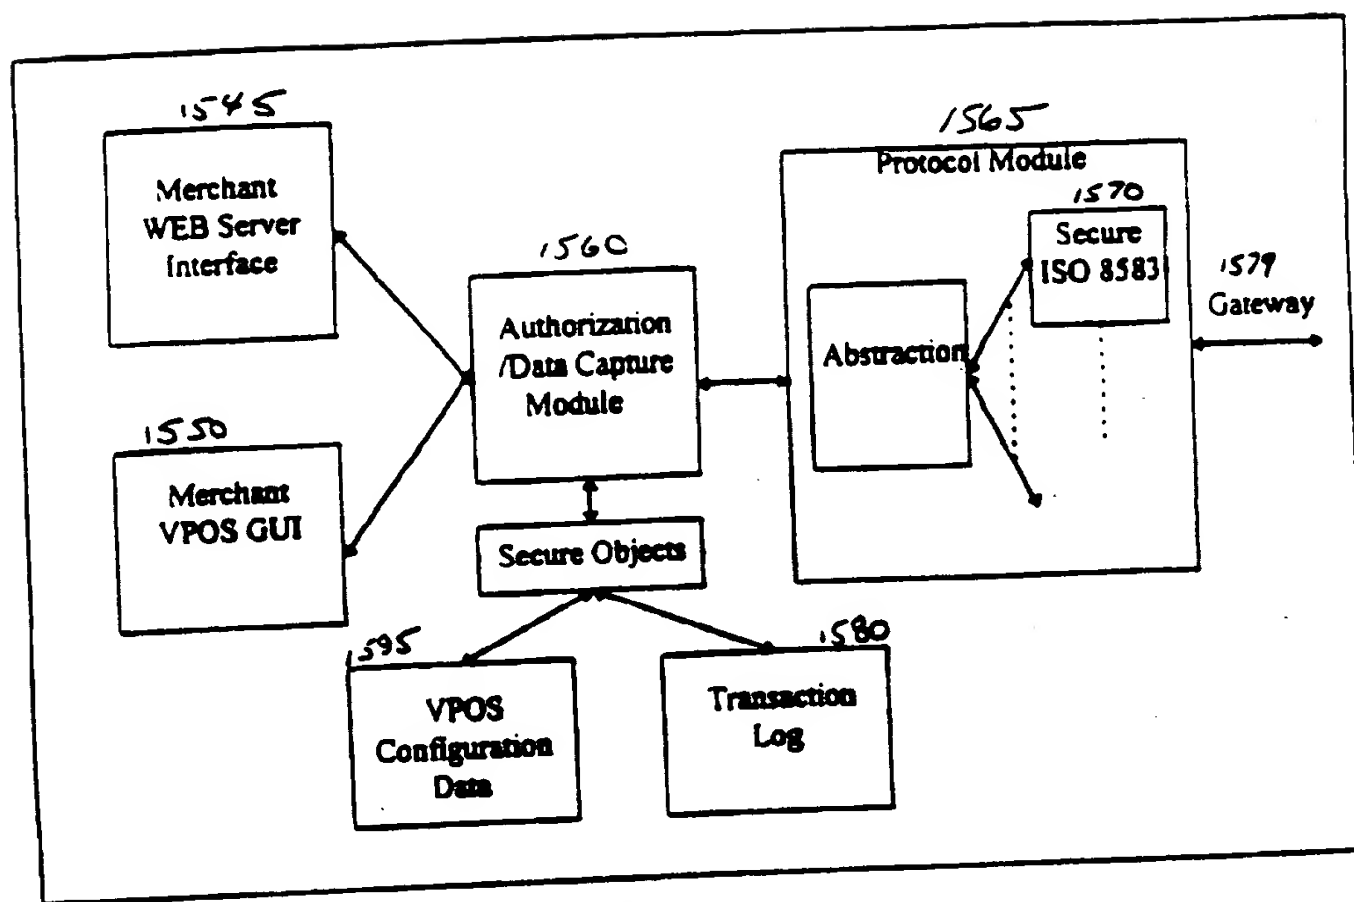 1545
Merchant
WEB Server
Interface
1550
Merchant
VPOS GUI
1560
Authorization
/Data Capture
Module
Secure Objects
1595
VPOS
Configuration
Data
1580
Transaction
Log
1565
Protocol Module
1570
Secure
ISO 8583
Abstraction
1579
Gateway